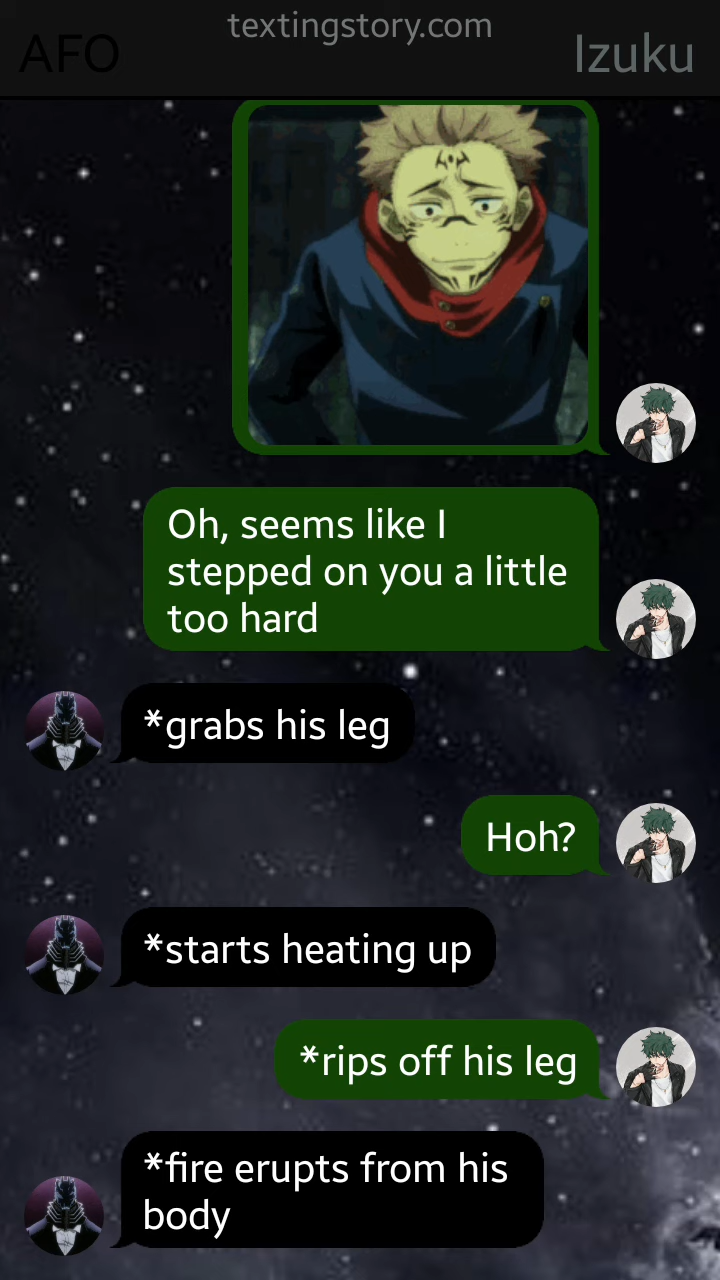 textingstory.com
AFO
Izuku
Oh, seems like I
stepped on you a little
too hard
*grabs his leg
Hoh?
*starts heating up
*rips off his leg
*fire erupts from his
body